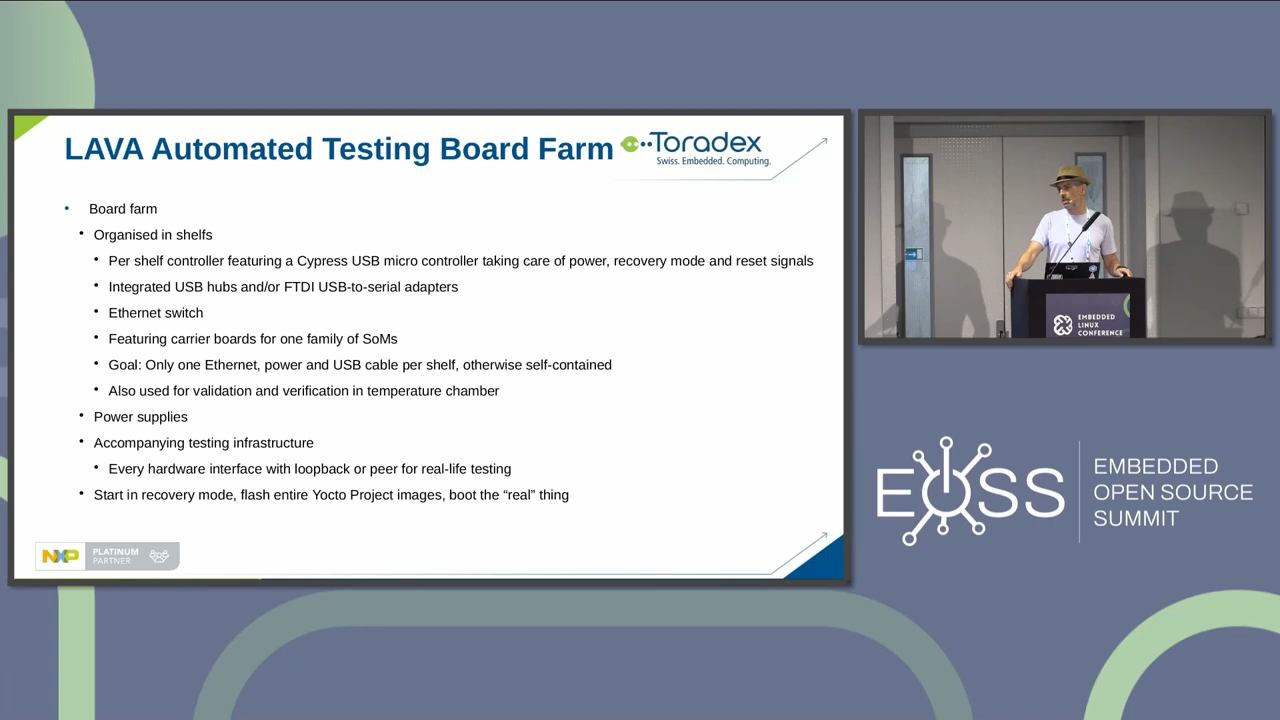 LAVA Automated Testing Board Farm
Toradex
Swiss. Embedded. Computing.
• Board farm
• Organised in shelfs
• Per shelf controller featuring a Cypress USB micro controller taking care of power, recovery mode and reset signals
• Integrated USB hubs and/or FTDI USB-to-serial adapters
• Ethernet switch
• Featuring carrier boards for one family of SoMs
• Goal: Only one Ethernet, power and USB cable per shelf, otherwise self-contained
• Also used for validation and verification in temperature chamber
• Power supplies
• Accompanying testing infrastructure
• Every hardware interface with loopback or peer for real-life testing
• Start in recovery mode, flash entire Yocto Project images, boot the “real” thing
NXP
PLATINUM
PARTNER
EMBEDDED
LINUX
CONFERENCE
EOSS
EMBEDDED
OPEN SOURCE
SUMMIT